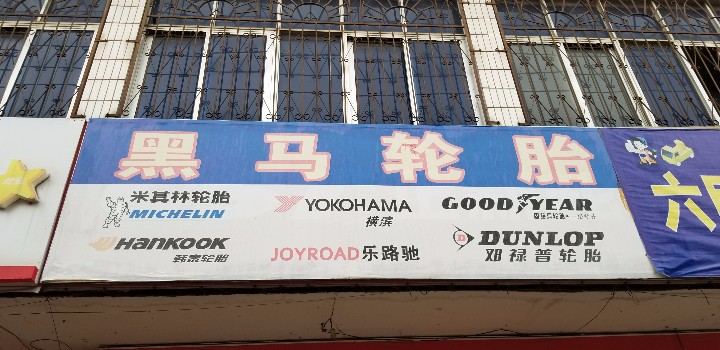 黑马轮胎
米其林轮胎
MICHELIN
YOKOHAMA
横滨
GOODYEAR
HANKOOK
韩泰轮胎
JOYROAD乐路驰
DUNLOP
邓禄普轮胎
六